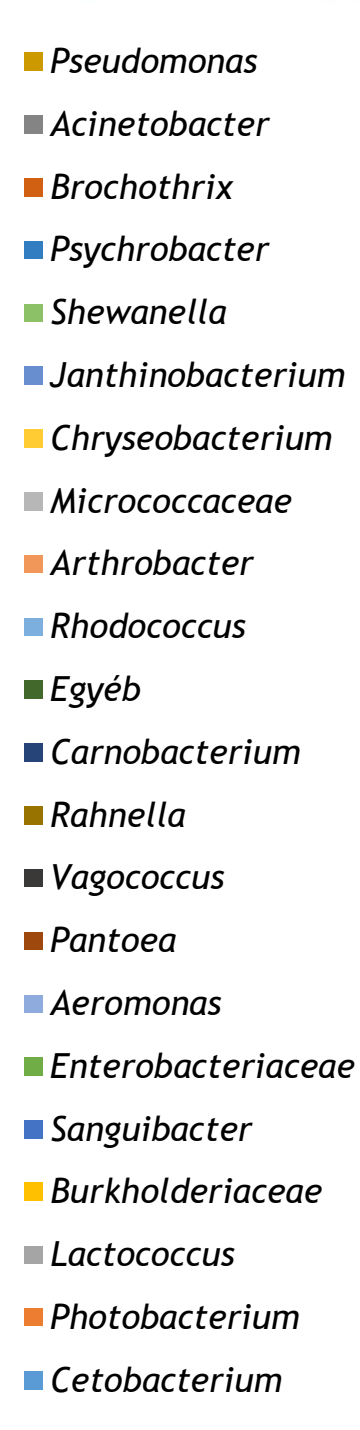 Pseudomonas
Acinetobacter
Brochothrix
Psychrobacter
Shewanella
Janthinobacterium
Chryseobacterium
Micrococcaceae
Arthrobacter
Rhodococcus
Egyéb
Carnobacterium
Rahnella
Vagococcus
Pantoea
Aeromonas
Enterobacteriaceae
Sanguibacter
Burkholderiaceae
Lactococcus
Photobacterium
Cetobacterium